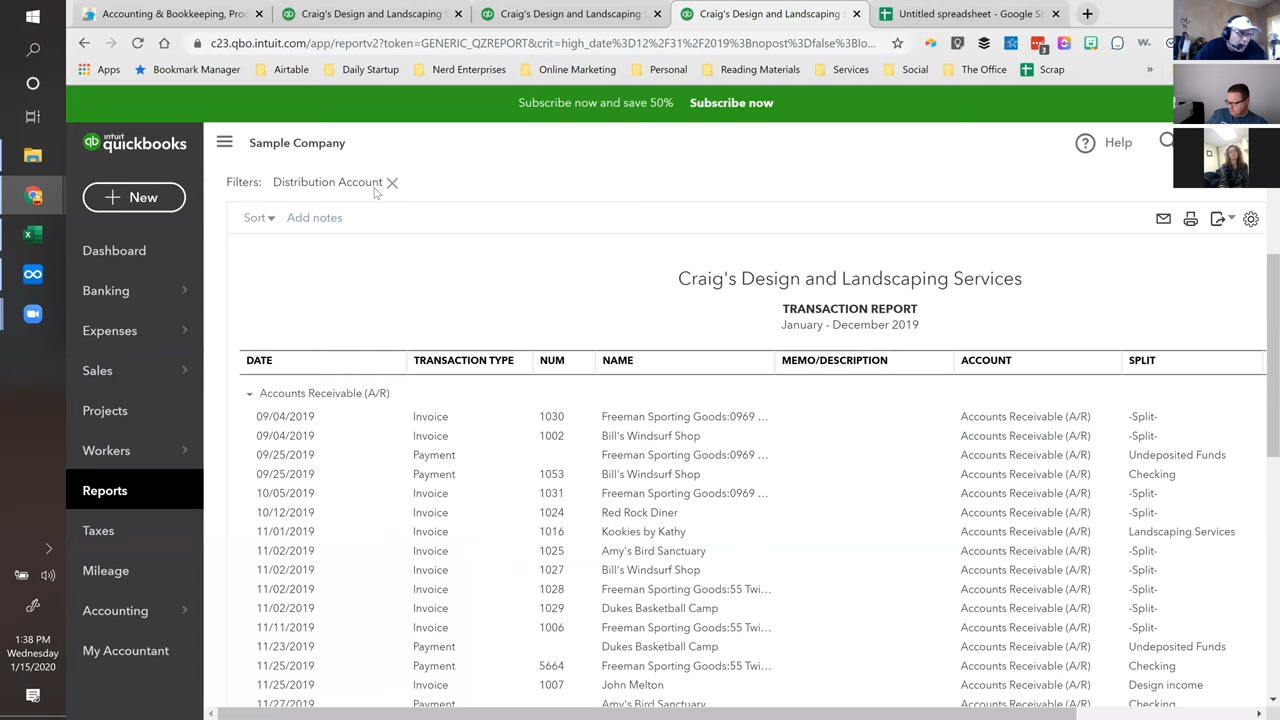 Accounting & Bookkeeping, Proc
Craig's Design and Landscaping S
Craig's Design and Landscaping S
Craig's Design and Landscaping S
Untitled spreadsheet - Google Sh
c23.qbo.intuit.com/app/reportv2?token=GENERIC_QZREPORT&crit=high_date%3D12%2F31%2F2019%3Bnopost%3Dfalse%3Blo...
3
w.
Apps
Bookmark Manager
Airtable
Daily Startup
Nerd Enterprises
Online Marketing
Personal
Reading Materials
Services
Social
The Office
Scrap
»
Subscribe now and save 50% Subscribe now
intuit
quickbooks
Sample Company
? Help
+ New
Dashboard
Banking
Expenses
Sales
Projects
Workers
Reports
Taxes
Mileage
Accounting
My Accountant
Filters: Distribution Account
Sort Add notes
Craig's Design and Landscaping Services
TRANSACTION REPORT
January - December 2019
DATE TRANSACTION TYPE NUM NAME MEMO/DESCRIPTION ACCOUNT SPLIT
Accounts Receivable (A/R)
09/04/2019 Invoice 1030 Freeman Sporting Goods:0969 ... Accounts Receivable (A/R) -Split-
09/04/2019 Invoice 1002 Bill's Windsurf Shop Accounts Receivable (A/R) -Split-
09/25/2019 Payment Freeman Sporting Goods:0969 ... Accounts Receivable (A/R) Undeposited Funds
09/25/2019 Payment 1053 Bill's Windsurf Shop Accounts Receivable (A/R) Checking
10/05/2019 Invoice 1031 Freeman Sporting Goods:0969 ... Accounts Receivable (A/R) -Split-
10/12/2019 Invoice 1024 Red Rock Diner Accounts Receivable (A/R) -Split-
11/01/2019 Invoice 1016 Kookies by Kathy Accounts Receivable (A/R) Landscaping Services
11/02/2019 Invoice 1025 Amy's Bird Sanctuary Accounts Receivable (A/R) -Split-
11/02/2019 Invoice 1027 Bill's Windsurf Shop Accounts Receivable (A/R) -Split-
11/02/2019 Invoice 1028 Freeman Sporting Goods:55 Twi... Accounts Receivable (A/R) -Split-
11/02/2019 Invoice 1029 Dukes Basketball Camp Accounts Receivable (A/R) -Split-
11/11/2019 Invoice 1006 Freeman Sporting Goods:55 Twi... Accounts Receivable (A/R) -Split-
11/23/2019 Payment Dukes Basketball Camp Accounts Receivable (A/R) Undeposited Funds
11/25/2019 Payment 5664 Freeman Sporting Goods:55 Twi... Accounts Receivable (A/R) Checking
11/25/2019 Invoice 1007 John Melton Accounts Receivable (A/R) Design income
11/27/2019 Payment Amy's Bird Sanctuary Accounts Receivable (A/R) Checking
1:38 PM
Wednesday
1/15/2020